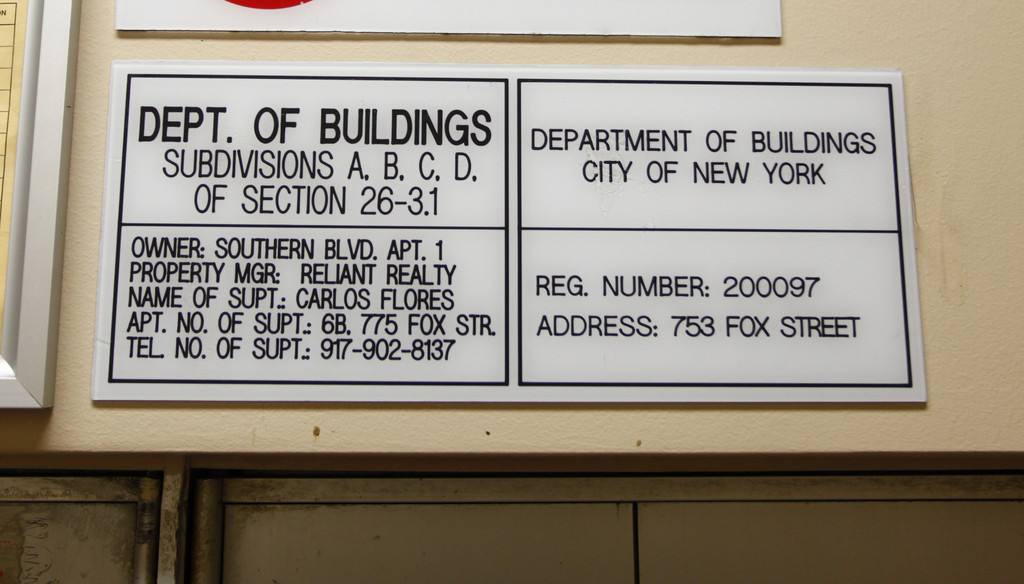 ON
DEPT. OF BUILDINGS
SUBDIVISIONS A. B. C. D.
OF SECTION 26-3.1
OWNER: SOUTHERN BLVD. APT. 1
PROPERTY MGR: RELIANT REALTY
NAME OF SUPT.: CARLOS FLORES
APT. NO. OF SUPT.: 6B, 775 FOX STR.
TEL. NO. OF SUPT.: 917-902-8137
DEPARTMENT OF BUILDINGS
CITY OF NEW YORK
REG. NUMBER: 200097
ADDRESS: 753 FOX STREET